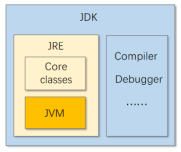 JDK
JRE
Core
classes
JVM
Compiler
Debugger
……